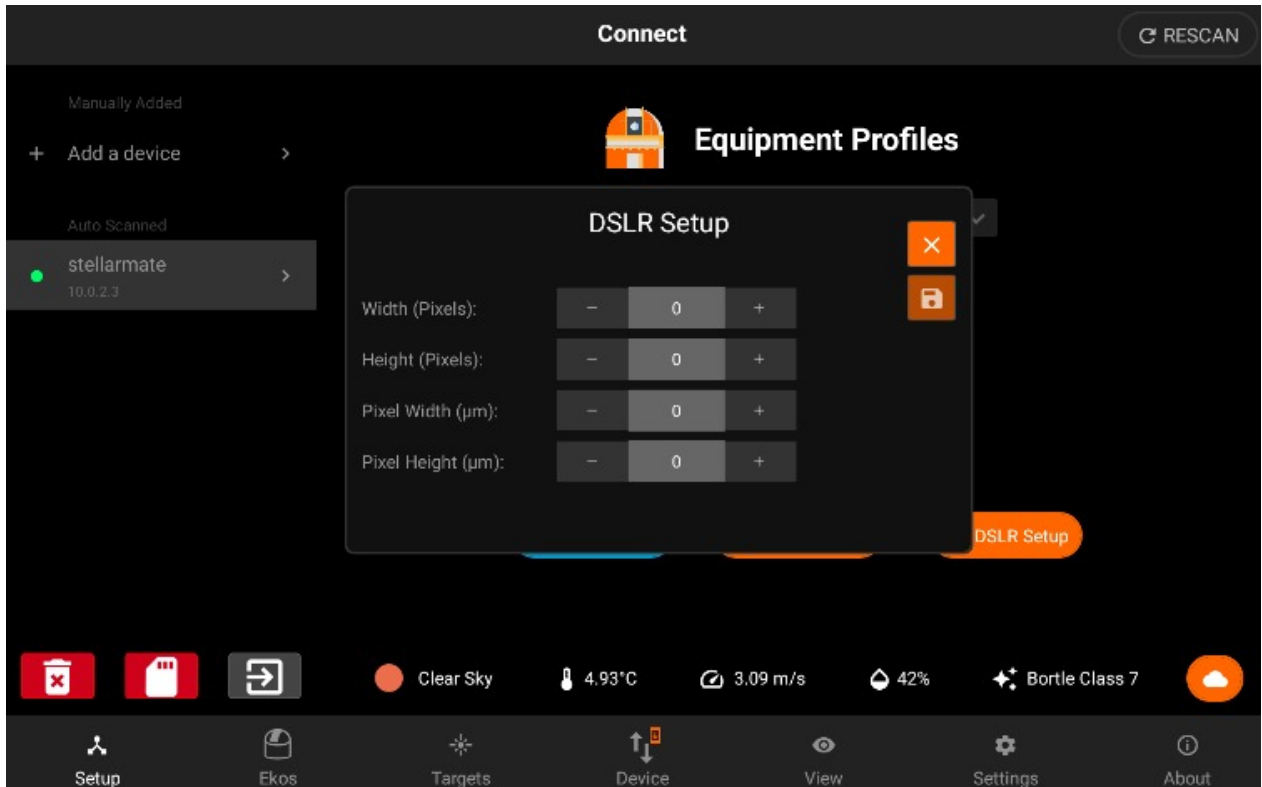 Connect
RESCAN
Manually Added
+ Add a device >
Auto Scanned
stellarmate >
10.0.2.3
Equipment Profiles
DSLR Setup
Width (Pixels): − 0 +
Height (Pixels): − 0 +
Pixel Width (µm): − 0 +
Pixel Height (µm): − 0 +
DSLR Setup
Clear Sky 4.93°C 3.09 m/s 42% Bortle Class 7
Setup Ekos Targets Device View Settings About